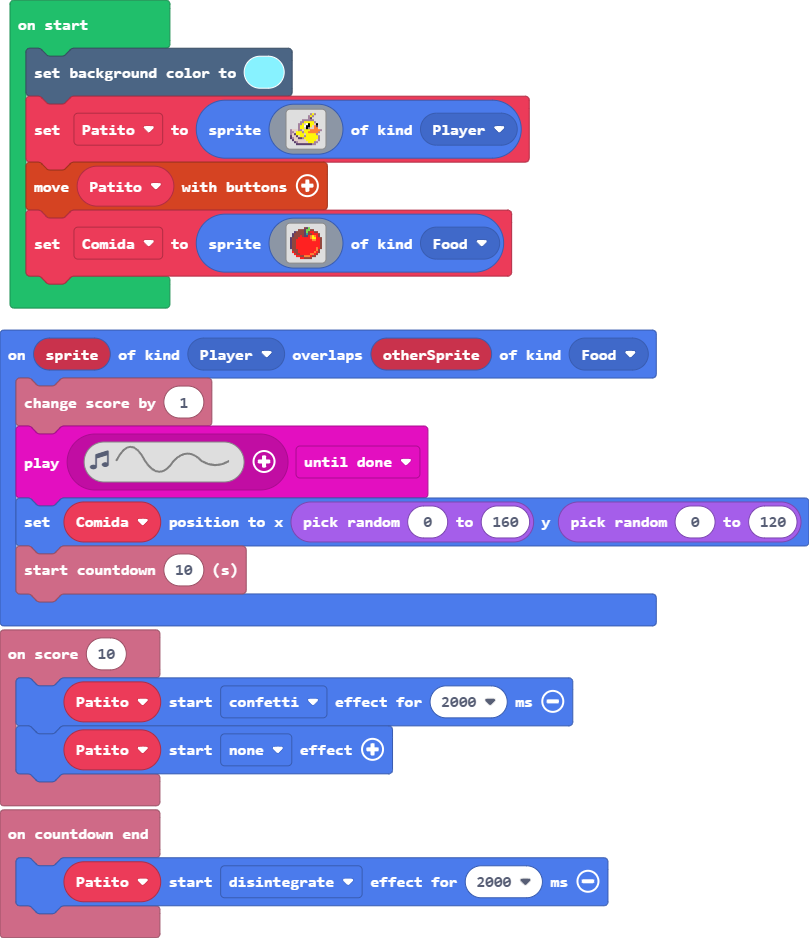 on start
set background color to
set Patito to sprite of kind Player
move Patito with buttons
set Comida to sprite of kind Food
on sprite of kind Player overlaps otherSprite of kind Food
change score by 1
play until done
set Comida position to x pick random 0 to 160 y pick random 0 to 120
start countdown 10 (s)
on score 10
Patito start confetti effect for 2000 ms
Patito start none effect
on countdown end
Patito start disintegrate effect for 2000 ms